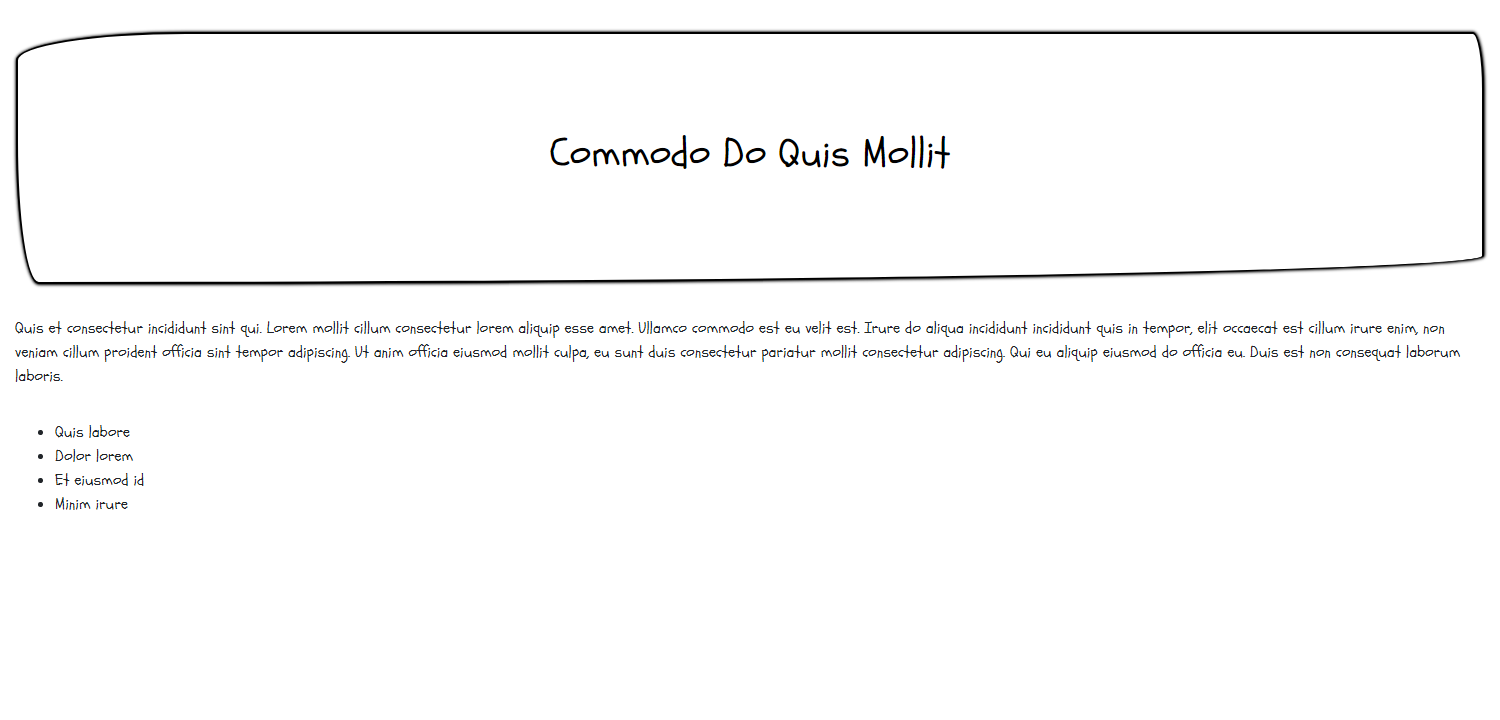 Commodo Do Quis Mollit
Quis et consectetur incididunt sint qui. Lorem mollit cillum consectetur lorem aliquip esse amet. Ullamco commodo est eu velit est. Irure do aliqua incididunt incididunt quis in tempor, elit occaecat est cillum irure enim, non
veniam cillum proident officia sint tempor adipiscing. Ut anim officia eiusmod mollit culpa, eu sunt duis consectetur pariatur mollit consectetur adipiscing. Qui eu aliquip eiusmod do officia eu. Duis est non consequat laborum
laboris.
• Quis labore
• Dolor lorem
• Et eiusmod id
• Minim irure